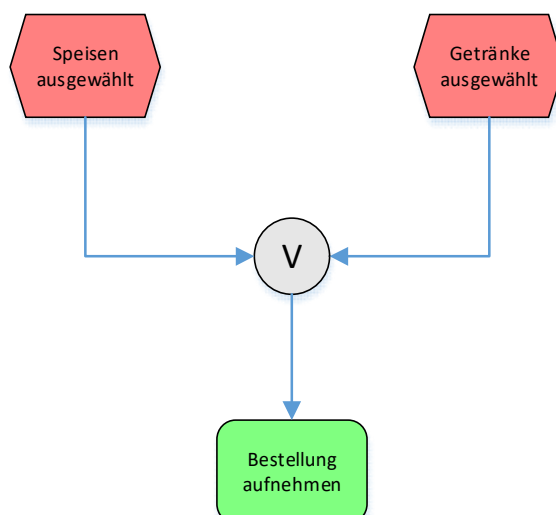 Speisen
ausgewählt
Getränke
ausgewählt
V
Bestellung
aufnehmen